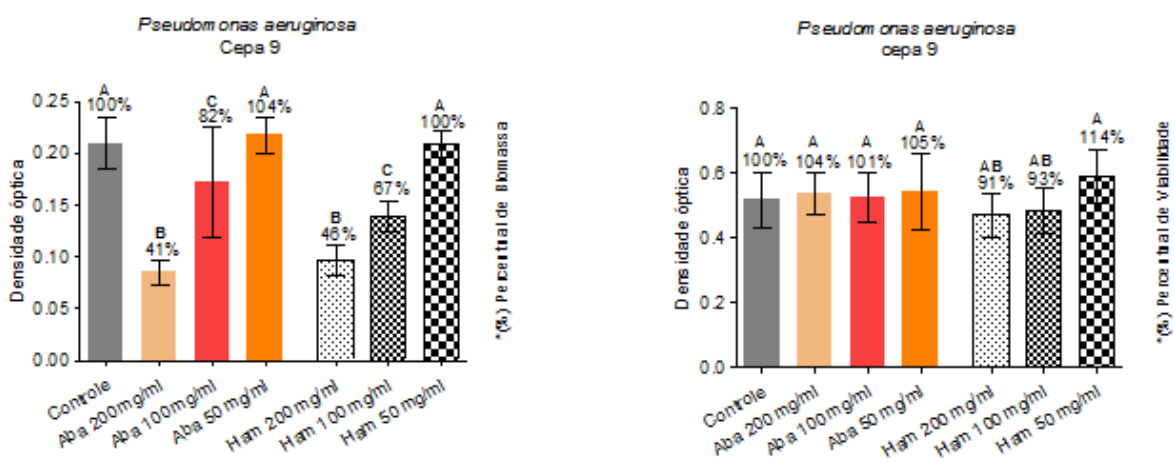 Pseudomonas aeruginosa
Cepa 9
Densidade óptica
0.25
0.20
0.15
0.10
0.05
0.00
A
100%
B
41%
C
82%
A
104%
B
46%
C
67%
A
100%
*(%) Percentual de Biomassa
Controle
Aba 200 mg/ml
Aba 100 mg/ml
Aba 50 mg/ml
Ham 200 mg/ml
Ham 100 mg/ml
Ham 50 mg/ml
Pseudomonas aeruginosa
cepa 9
Densidade óptica
0.8
0.6
0.4
0.2
0.0
A
100%
A
104%
A
101%
A
105%
AB
91%
AB
93%
A
114%
*(%) Percentual de Viabilidade
Controle
Aba 200 mg/ml
Aba 100 mg/ml
Aba 50 mg/ml
Ham 200 mg/ml
Ham 100 mg/ml
Ham 50 mg/ml